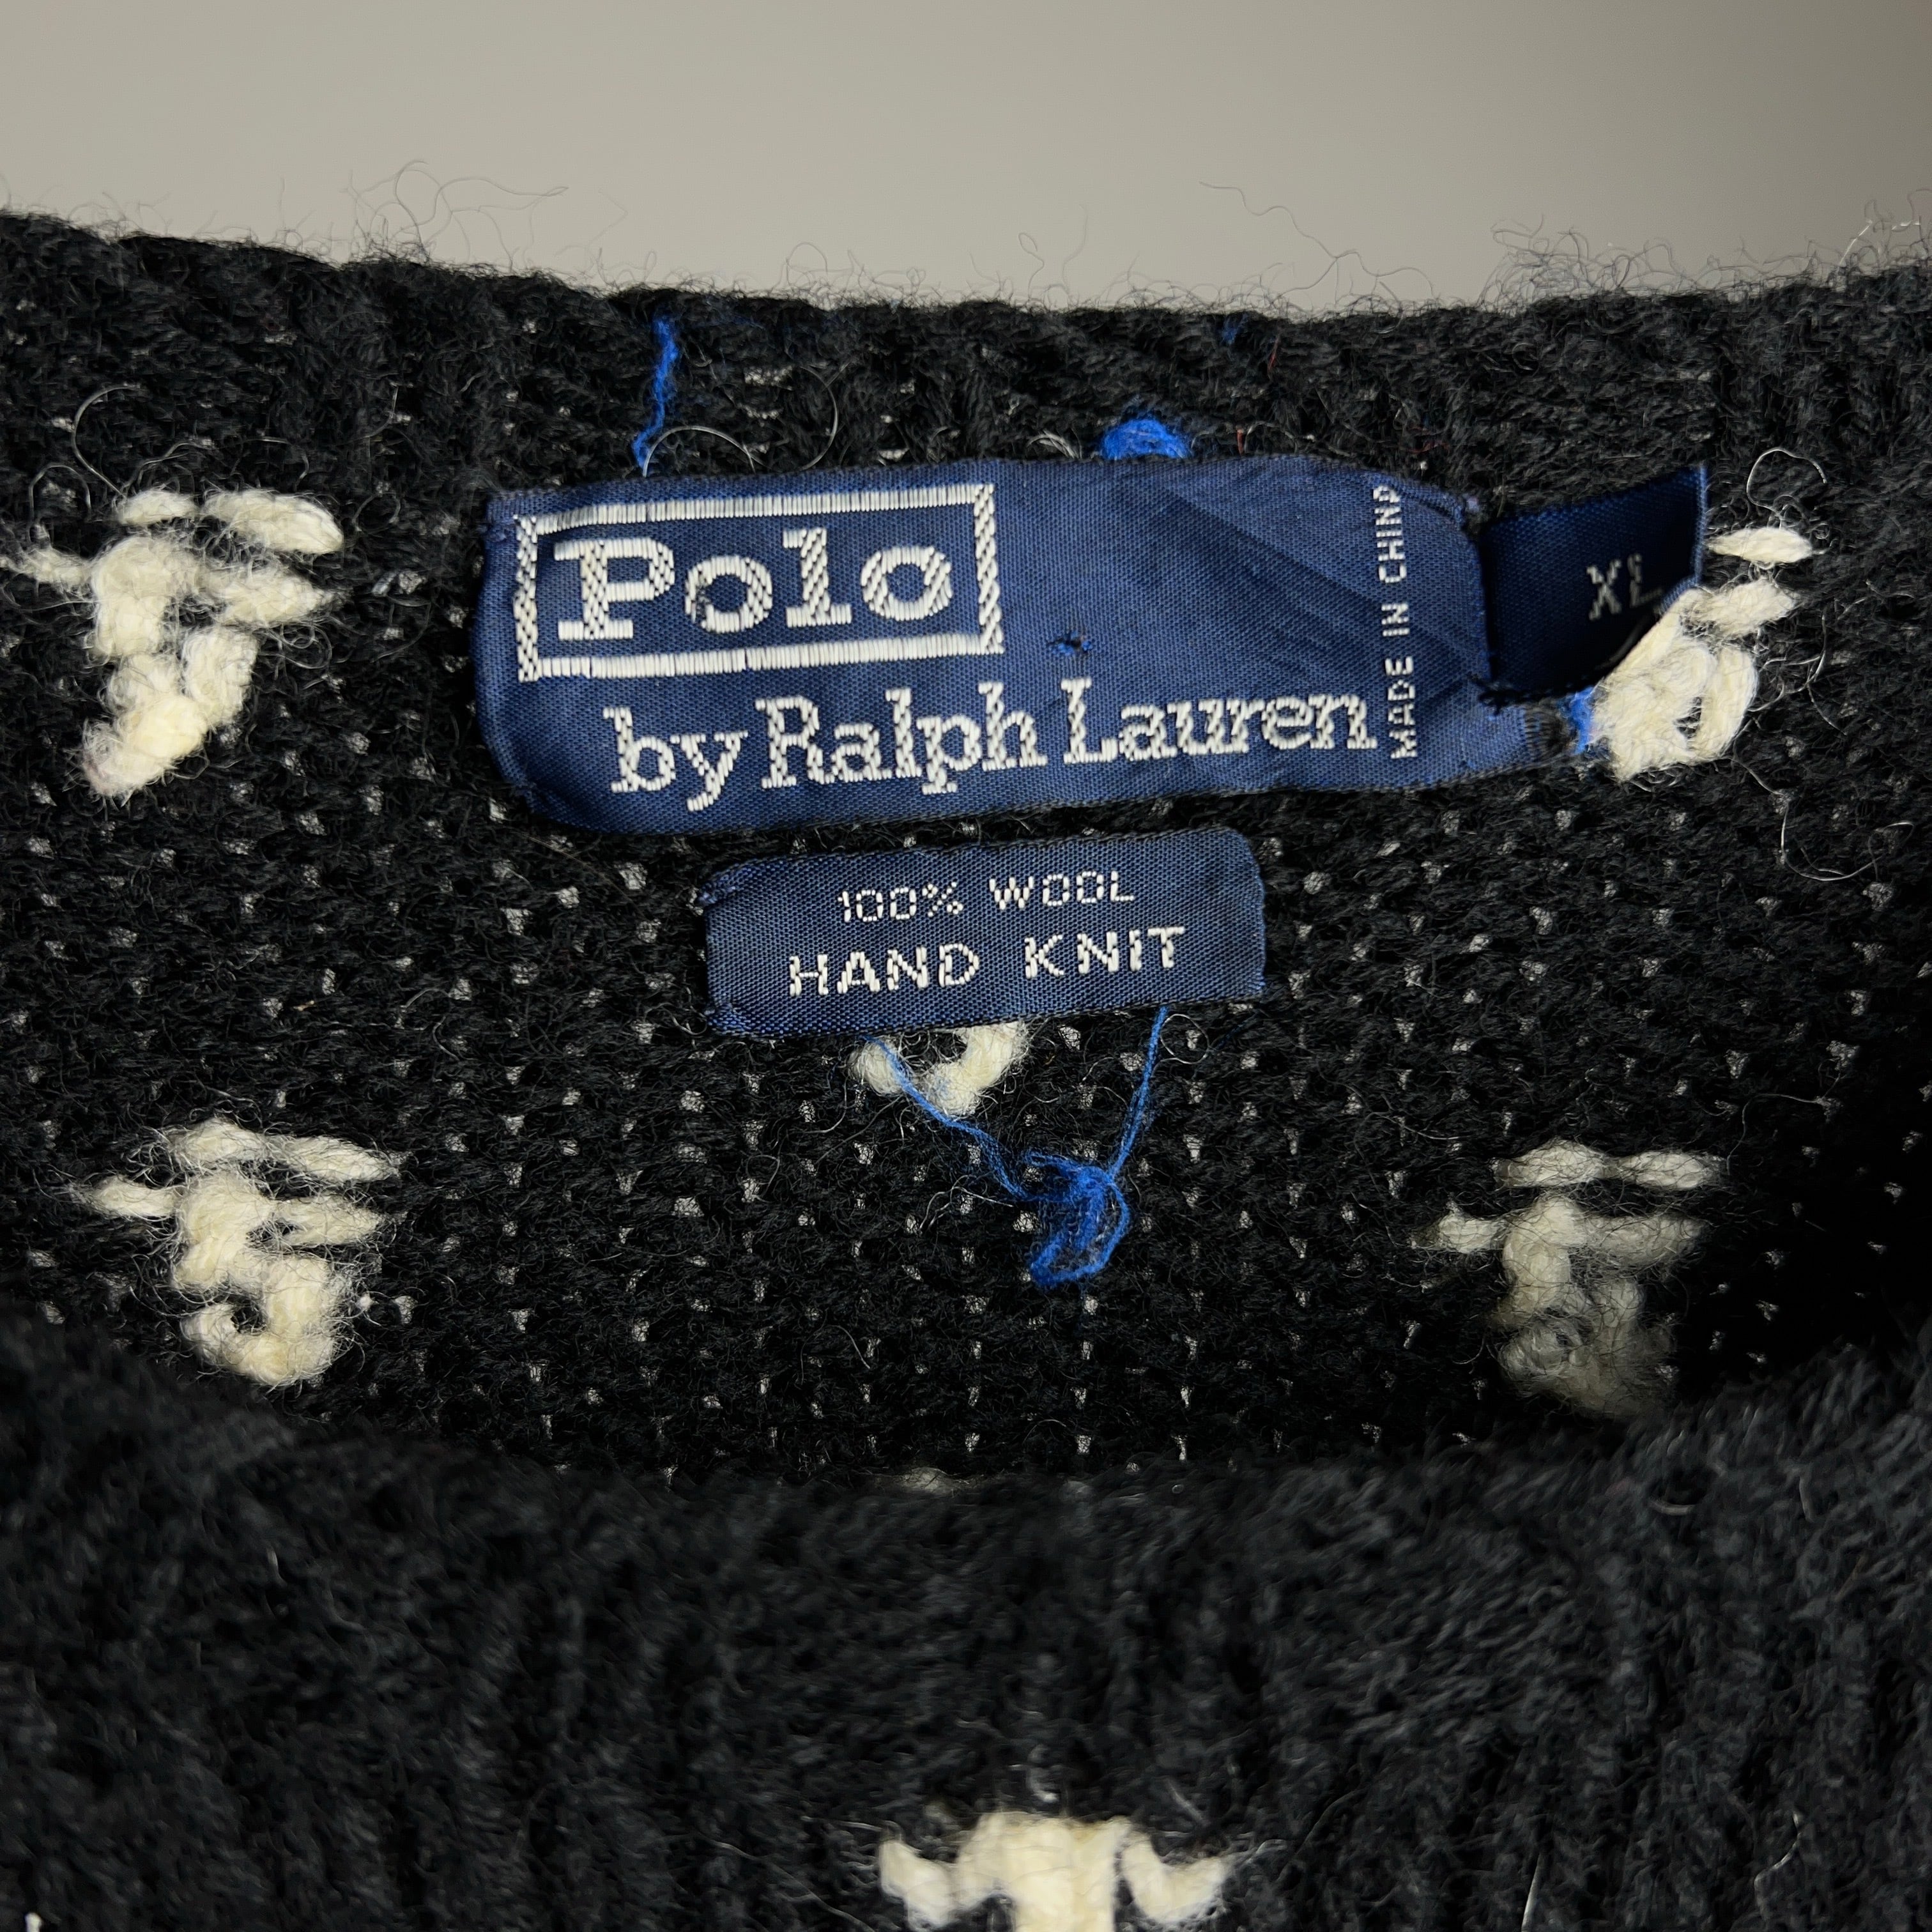 Polo
by Ralph Lauren
MADE IN CHINA
XL
100% WOOL
HAND KNIT